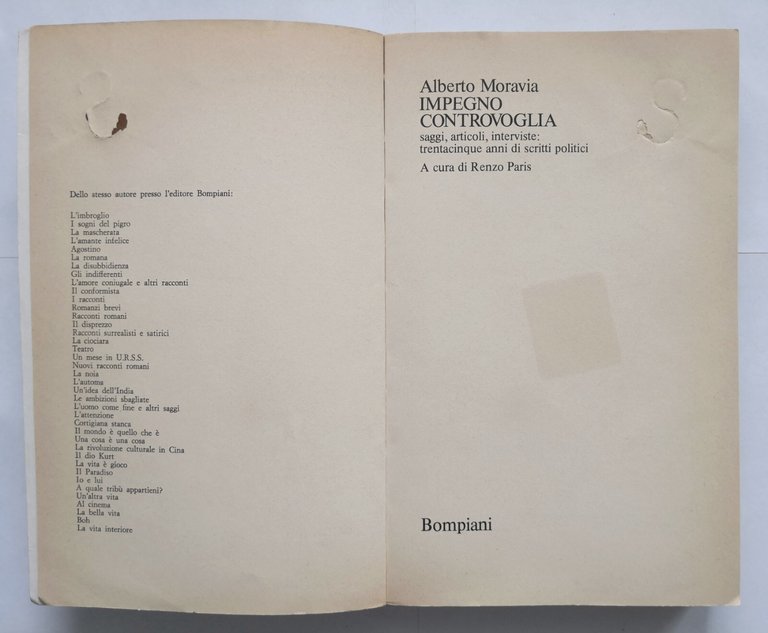 Dello stesso autore presso l'editore Bompiani:
L'imbroglio
I sogni del pigro
La mascherata
L'amante infelice
Agostino
La romana
La disubbidienza
Gli indifferenti
L'amore coniugale e altri racconti
Il conformista
I racconti
Romanzi brevi
Racconti romani
Il disprezzo
Racconti surrealisti e satirici
La ciociara
Teatro
Un mese in U.R.S.S.
Nuovi racconti romani
La noia
L'automa
Un'idea dell'India
Le ambizioni sbagliate
L'uomo come fine e altri saggi
L'attenzione
Cortigiana stanca
Il mondo è quello che è
Una cosa è una cosa
La rivoluzione culturale in Cina
Il dio Kurt
La vita è gioco
Il Paradiso
Io e lui
A quale tribù appartieni?
Un'altra vita
Al cinema
La bella vita
Boh
La vita interiore
Alberto Moravia
IMPEGNO
CONTROVOGLIA
saggi, articoli, interviste:
trentacinque anni di scritti politici
A cura di Renzo Paris
Bompiani